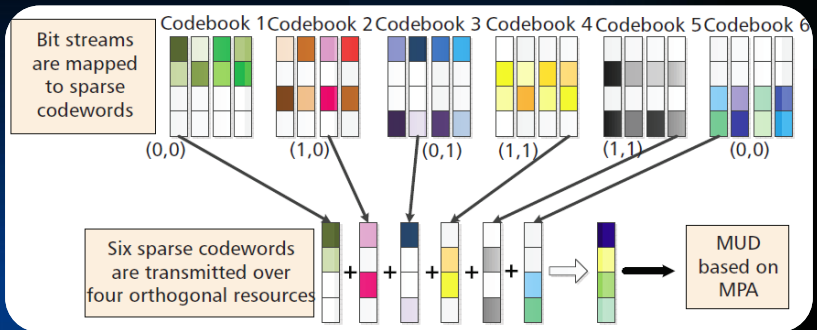 Codebook 1 Codebook 2 Codebook 3 Codebook 4 Codebook 5 Codebook 6
Bit streams
are mapped
to sparse
codewords
(0,0) (1,0) (0,1) (1,1) (1,1) (0,0)
Six sparse codewords
are transmitted over
four orthogonal resources
+ + + + +
MUD
based on
MPA